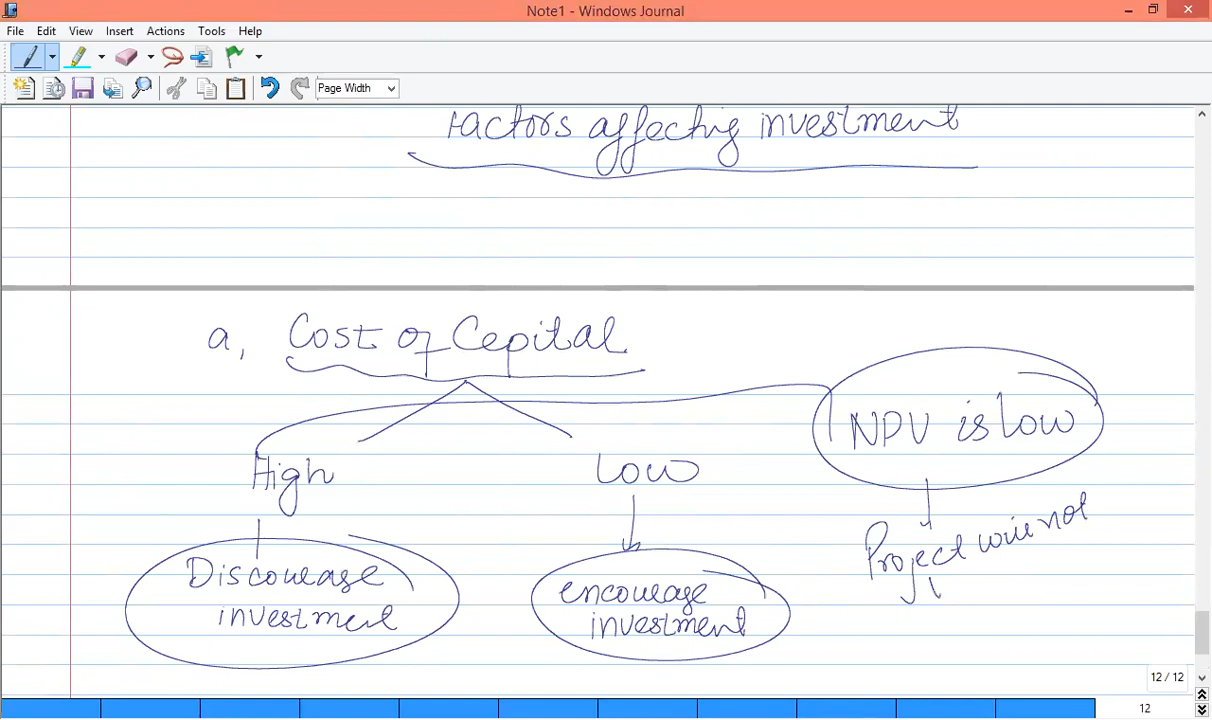 Note1 - Windows Journal
File Edit View Insert Actions Tools Help
Page Width
Factors affecting investment
a, Cost of Cepital
NPV is low
High
Low
Project will not
Discourage
investment
encourage
investment
12 / 12
12